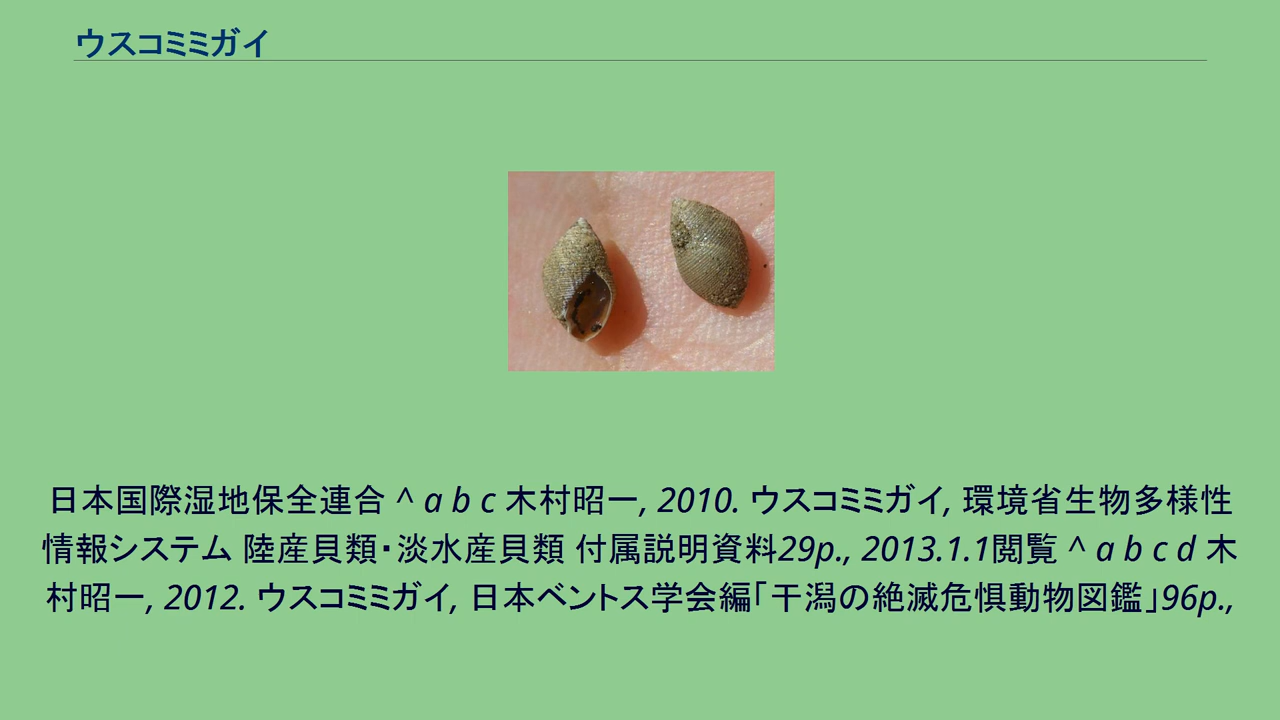 ウスコミミガイ
日本国際湿地保全連合 ^ a b c 木村昭一, 2010. ウスコミミガイ, 環境省生物多様性
情報システム 陸産貝類・淡水産貝類 付属説明資料29p., 2013.1.1閲覧 ^ a b c d 木
村昭一, 2012. ウスコミミガイ, 日本ベントス学会編「干潟の絶滅危惧動物図鑑」96p.,